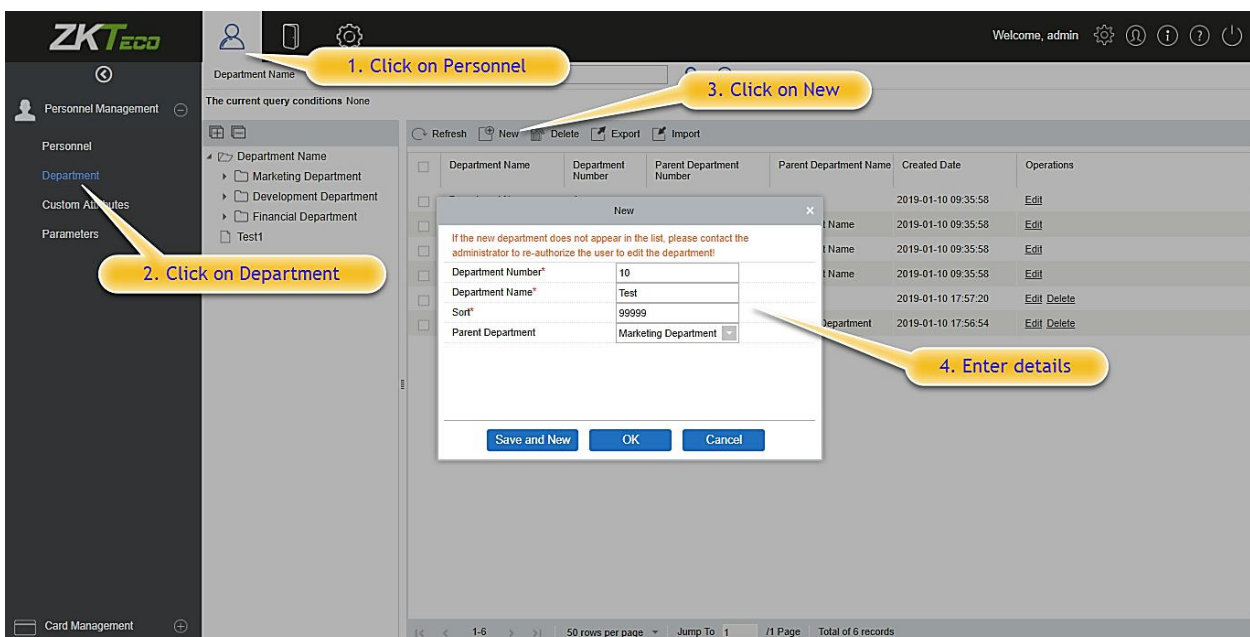 ZKTeco
Welcome, admin
1. Click on Personnel
Department Name
3. Click on New
The current query conditions None
Personnel Management
Personnel
Department
Custom Attributes
Parameters
2. Click on Department
Department Name
Marketing Department
Development Department
Financial Department
Test1
Refresh New Delete Export Import
Department Name Department Number Parent Department Number Parent Department Name Created Date Operations
2019-01-10 09:35:58 Edit
t Name 2019-01-10 09:35:58 Edit
t Name 2019-01-10 09:35:58 Edit
t Name 2019-01-10 09:35:58 Edit
2019-01-10 17:57:20 Edit Delete
Department 2019-01-10 17:56:54 Edit Delete
New
If the new department does not appear in the list, please contact the
administrator to re-authorize the user to edit the department!
Department Number* 10
Department Name* Test
Sort* 99999
Parent Department Marketing Department
4. Enter details
Save and New OK Cancel
Card Management
1-6 50 rows per page Jump To 1 /1 Page Total of 6 records